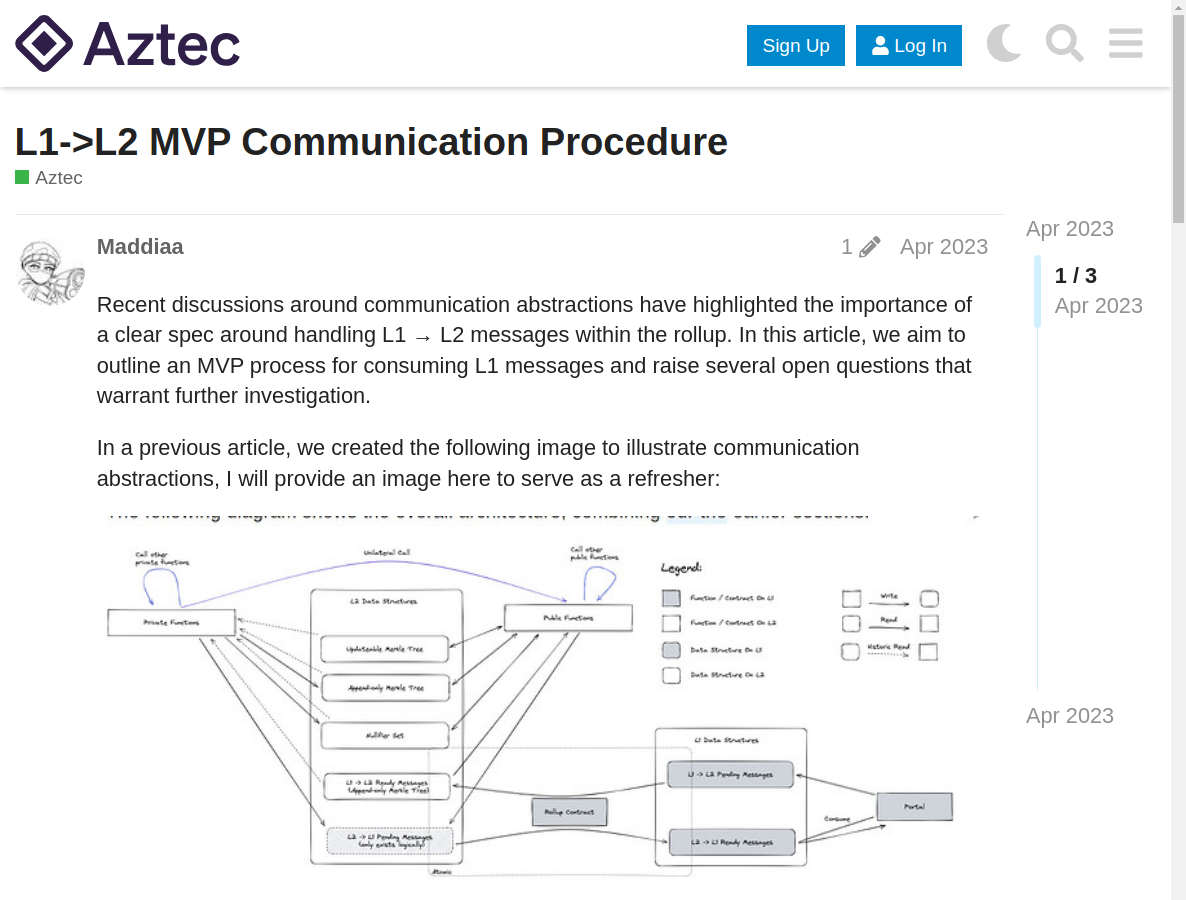 Aztec
Sign Up
Log In
L1->L2 MVP Communication Procedure
Aztec
Maddiaa
1
Apr 2023
Recent discussions around communication abstractions have highlighted the importance of
a clear spec around handling L1 → L2 messages within the rollup. In this article, we aim to
outline an MVP process for consuming L1 messages and raise several open questions that
warrant further investigation.
In a previous article, we created the following image to illustrate communication
abstractions, I will provide an image here to serve as a refresher:
The following diagram shows the overall architecture, combining our the earlier sections.
Call other
private functions
Unilateral Call
Call other
public functions
Private Functions
L2 Data Structures
Public Functions
Updateable Merkle Tree
Append-only Merkle Tree
Nullifier Set
L1 -> L2 Ready Messages
(Append-only Merkle Tree)
L2 -> L1 Pending Messages
(only exists logically)
Atomic
Rollup Contract
Legend:
Function / Contract On L1
Function / Contract On L2
Data Structure On L1
Data Structure On L2
Write
Read
Historic Read
L1 Data Structures
L1 -> L2 Pending Messages
L2 -> L1 Ready Messages
Portal
Consume
Apr 2023
1 / 3
Apr 2023
Apr 2023